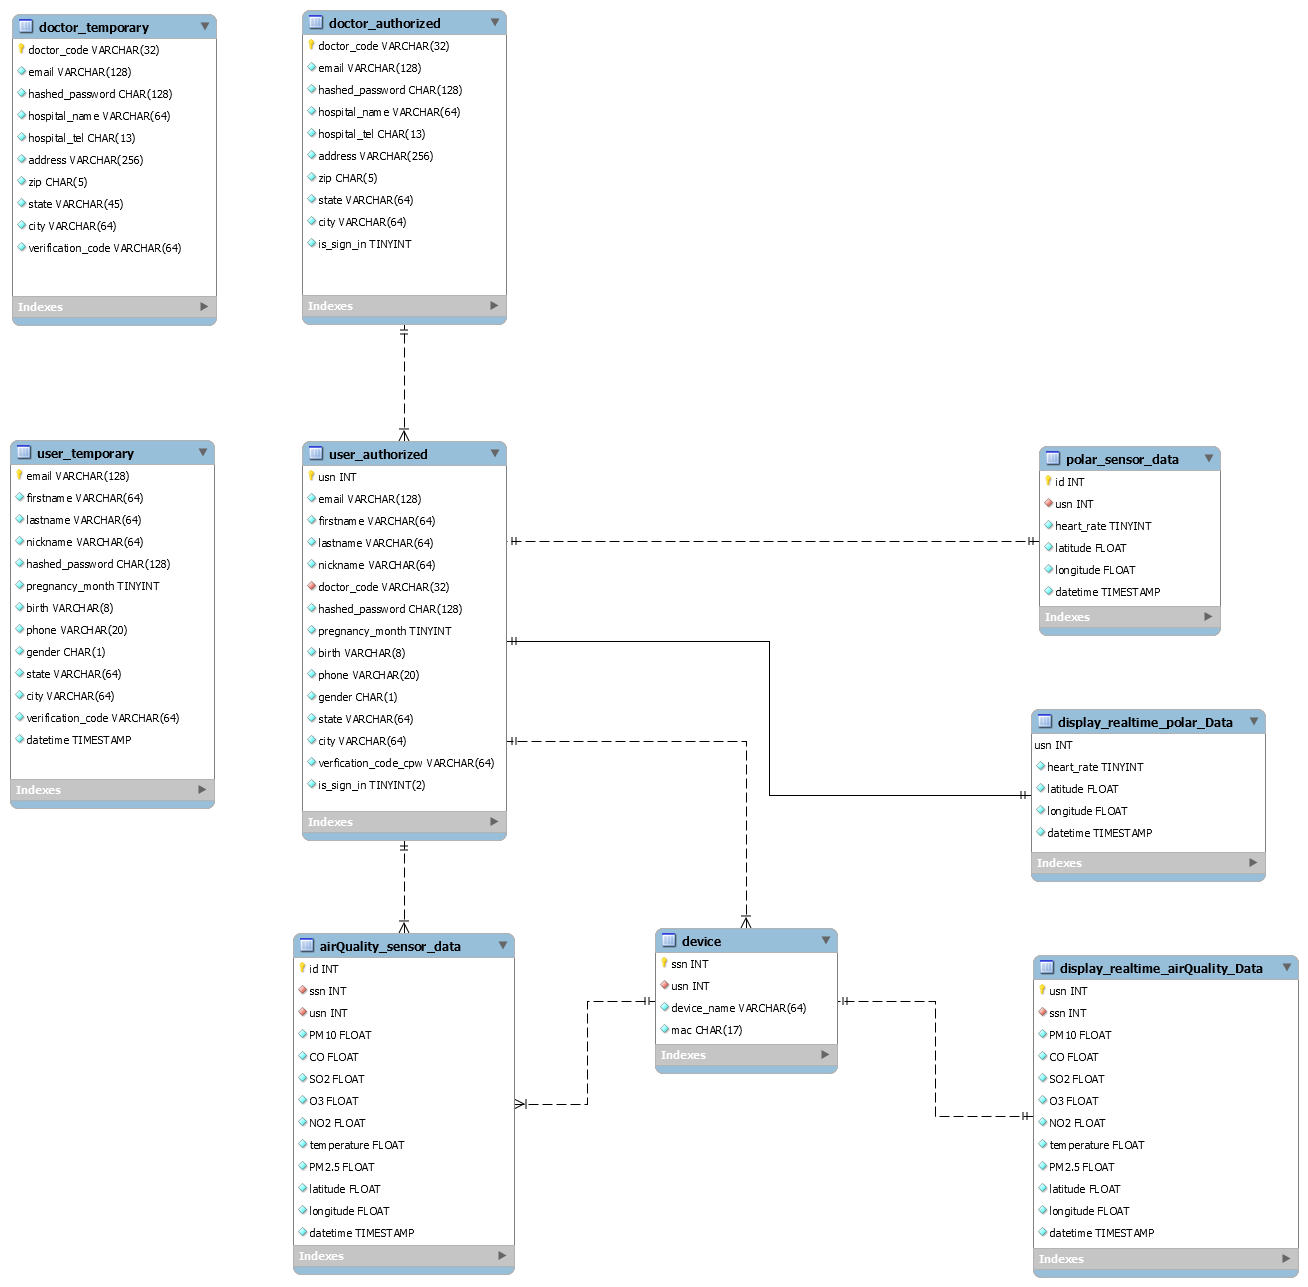 doctor_temporary
doctor_code VARCHAR(32)
email VARCHAR(128)
hashed_password CHAR(128)
hospital_name VARCHAR(64)
hospital_tel CHAR(13)
address VARCHAR(256)
zip CHAR(5)
state VARCHAR(45)
city VARCHAR(64)
verification_code VARCHAR(64)
Indexes
doctor_authorized
doctor_code VARCHAR(32)
email VARCHAR(128)
hashed_password CHAR(128)
hospital_name VARCHAR(64)
hospital_tel CHAR(13)
address VARCHAR(256)
zip CHAR(5)
state VARCHAR(64)
city VARCHAR(64)
is_sign_in TINYINT
Indexes
user_temporary
email VARCHAR(128)
firstname VARCHAR(64)
lastname VARCHAR(64)
nickname VARCHAR(64)
hashed_password CHAR(128)
pregnancy_month TINYINT
birth VARCHAR(8)
phone VARCHAR(20)
gender CHAR(1)
state VARCHAR(64)
city VARCHAR(64)
verification_code VARCHAR(64)
datetime TIMESTAMP
Indexes
user_authorized
usn INT
email VARCHAR(128)
firstname VARCHAR(64)
lastname VARCHAR(64)
nickname VARCHAR(64)
doctor_code VARCHAR(32)
hashed_password CHAR(128)
pregnancy_month TINYINT
birth VARCHAR(8)
phone VARCHAR(20)
gender CHAR(1)
state VARCHAR(64)
city VARCHAR(64)
verfication_code_cpw VARCHAR(64)
is_sign_in TINYINT(2)
Indexes
polar_sensor_data
id INT
usn INT
heart_rate TINYINT
latitude FLOAT
longitude FLOAT
datetime TIMESTAMP
Indexes
display_realtime_polar_Data
usn INT
heart_rate TINYINT
latitude FLOAT
longitude FLOAT
datetime TIMESTAMP
Indexes
airQuality_sensor_data
id INT
ssn INT
usn INT
PM10 FLOAT
CO FLOAT
SO2 FLOAT
O3 FLOAT
NO2 FLOAT
temperature FLOAT
PM2.5 FLOAT
latitude FLOAT
longitude FLOAT
datetime TIMESTAMP
Indexes
device
ssn INT
usn INT
device_name VARCHAR(64)
mac CHAR(17)
Indexes
display_realtime_airQuality_Data
usn INT
ssn INT
PM10 FLOAT
CO FLOAT
SO2 FLOAT
O3 FLOAT
NO2 FLOAT
temperature FLOAT
PM2.5 FLOAT
latitude FLOAT
longitude FLOAT
datetime TIMESTAMP
Indexes